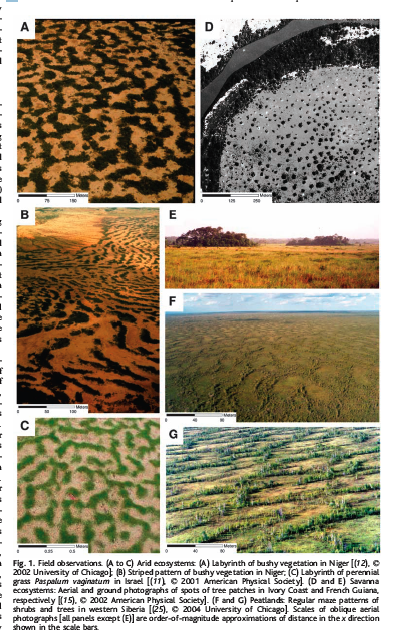 A
D
Meters
0 75 150
Meters
0 125 250
B
E
F
Meters
0 50 100
Meters
0 40 80
C
G
Meters
0 0.25 0.5
Meters
0 40 80
Fig. 1. Field observations. (A to C) Arid ecosystems: (A) Labyrinth of bushy vegetation in Niger [(12), ©
2002 University of Chicago]; (B) Striped pattern of bushy vegetation in Niger; (C) Labyrinth of perennial
grass Paspalum vaginatum in Israel [(11), © 2001 American Physical Society]. (D and E) Savanna
ecosystems: Aerial and ground photographs of spots of tree patches in Ivory Coast and French Guiana,
respectively [(15), © 2002 American Physical Society]. (F and G) Peatlands: Regular maze patterns of
shrubs and trees in western Siberia [(25), © 2004 University of Chicago]. Scales of oblique aerial
photographs [all panels except (E)] are order-of-magnitude approximations of distance in the x direction
shown in the scale bars.